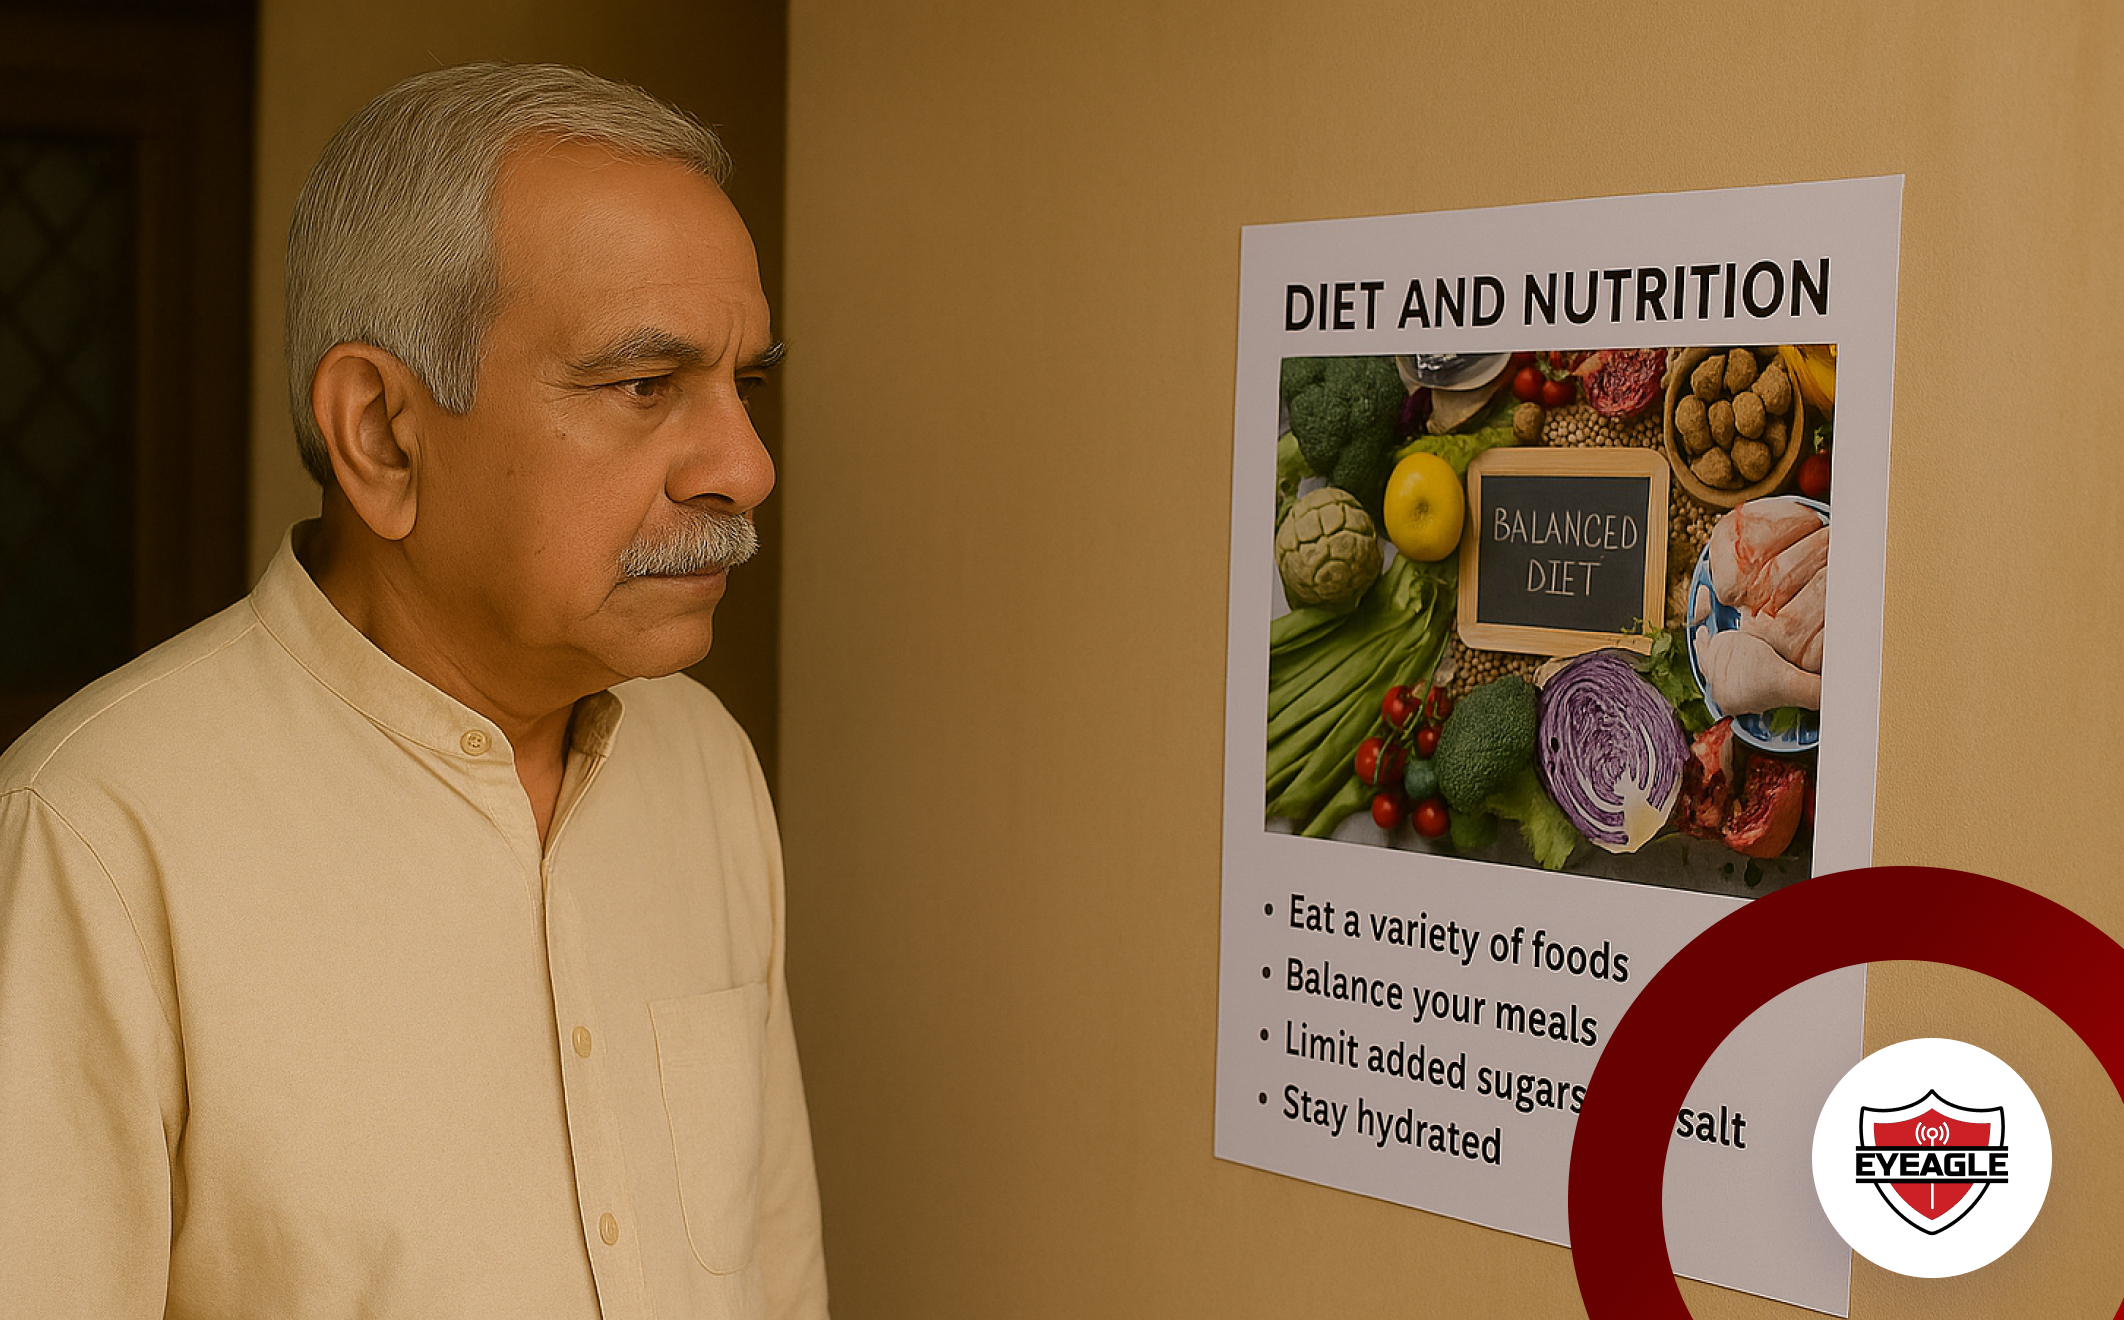 DIET AND NUTRITION
BALANCED
DIET
• Eat a variety of foods
• Balance your meals
• Limit added sugars salt
• Stay hydrated
EYEAGLE